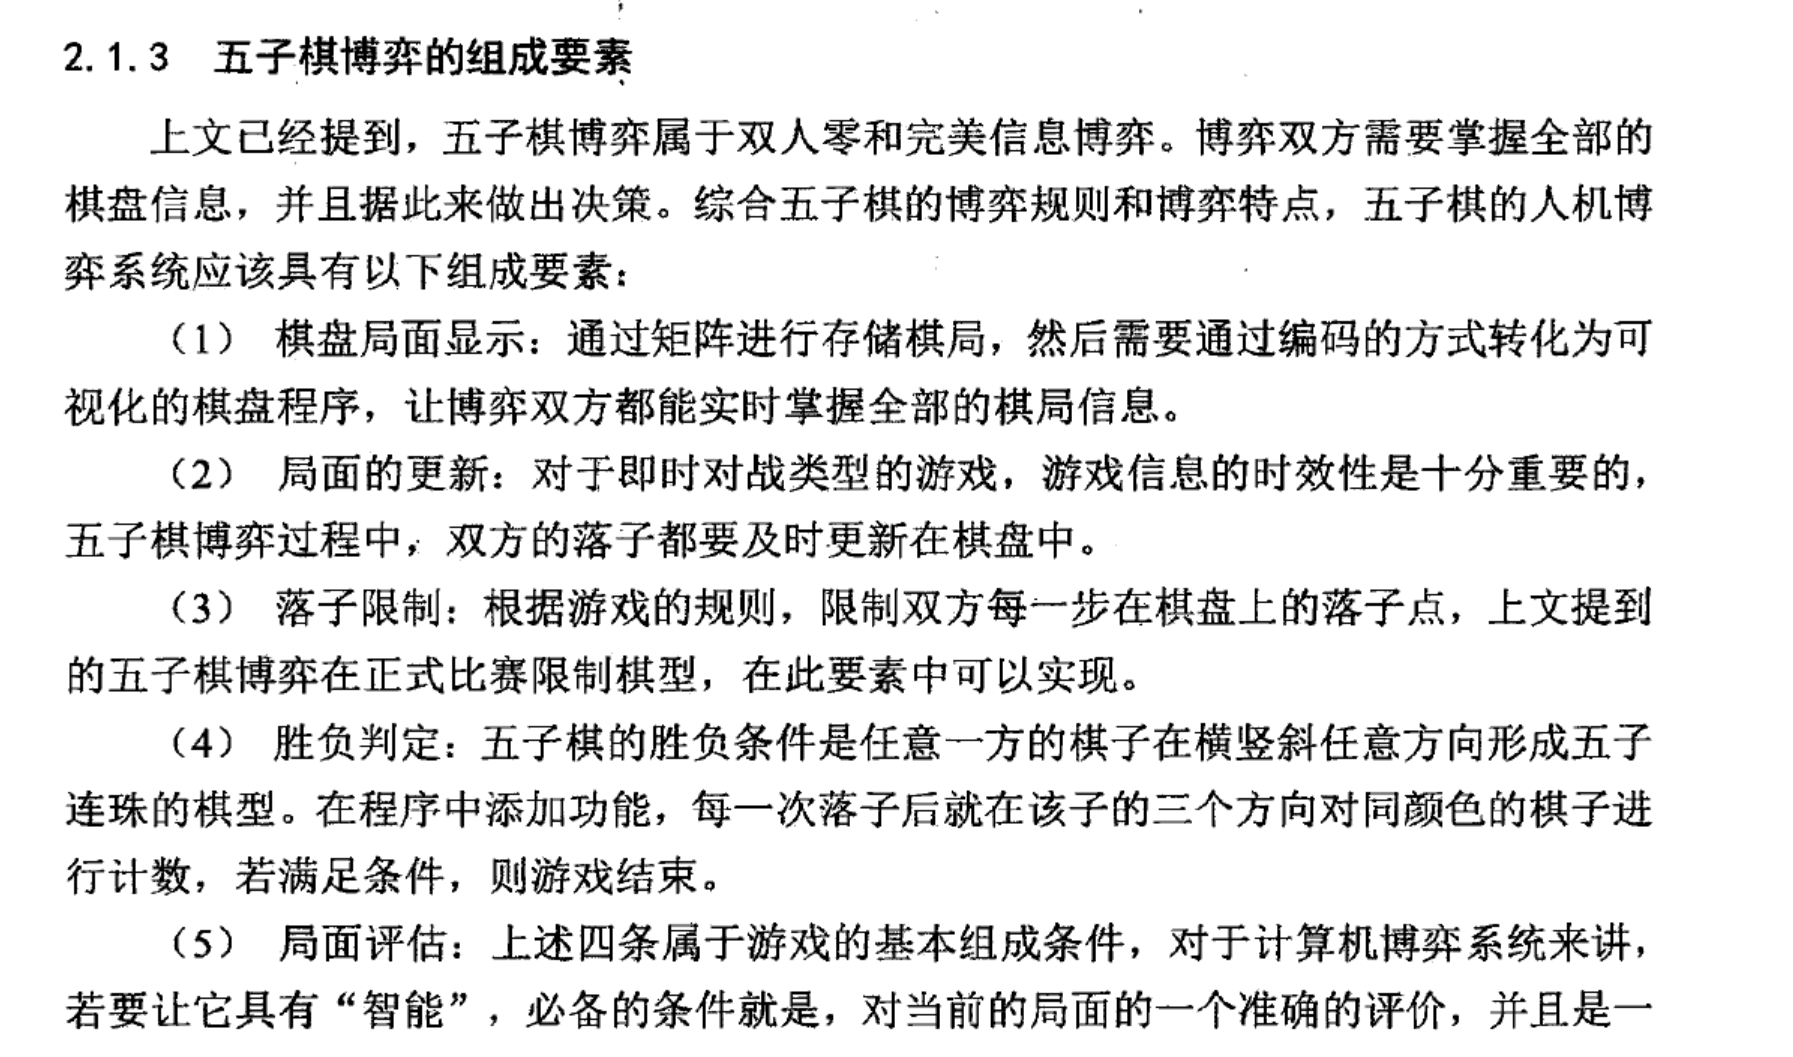 2.1.3 五子棋博弈的组成要素
上文已经提到，五子棋博弈属于双人零和完美信息博弈。博弈双方需要掌握全部的
棋盘信息，并且据此来做出决策。综合五子棋的博弈规则和博弈特点，五子棋的人机博
弈系统应该具有以下组成要素：
（1） 棋盘局面显示：通过矩阵进行存储棋局，然后需要通过编码的方式转化为可
视化的棋盘程序，让博弈双方都能实时掌握全部的棋局信息。
（2） 局面的更新：对于即时对战类型的游戏，游戏信息的时效性是十分重要的，
五子棋博弈过程中，双方的落子都要及时更新在棋盘中。
（3） 落子限制：根据游戏的规则，限制双方每一步在棋盘上的落子点，上文提到
的五子棋博弈在正式比赛限制棋型，在此要素中可以实现。
（4） 胜负判定：五子棋的胜负条件是任意一方的棋子在横竖斜任意方向形成五子
连珠的棋型。在程序中添加功能，每一次落子后就在该子的三个方向对同颜色的棋子进
行计数，若满足条件，则游戏结束。
（5） 局面评估：上述四条属于游戏的基本组成条件，对于计算机博弈系统来讲，
若要让它具有“智能”，必备的条件就是，对当前的局面的一个准确的评价，并且是一